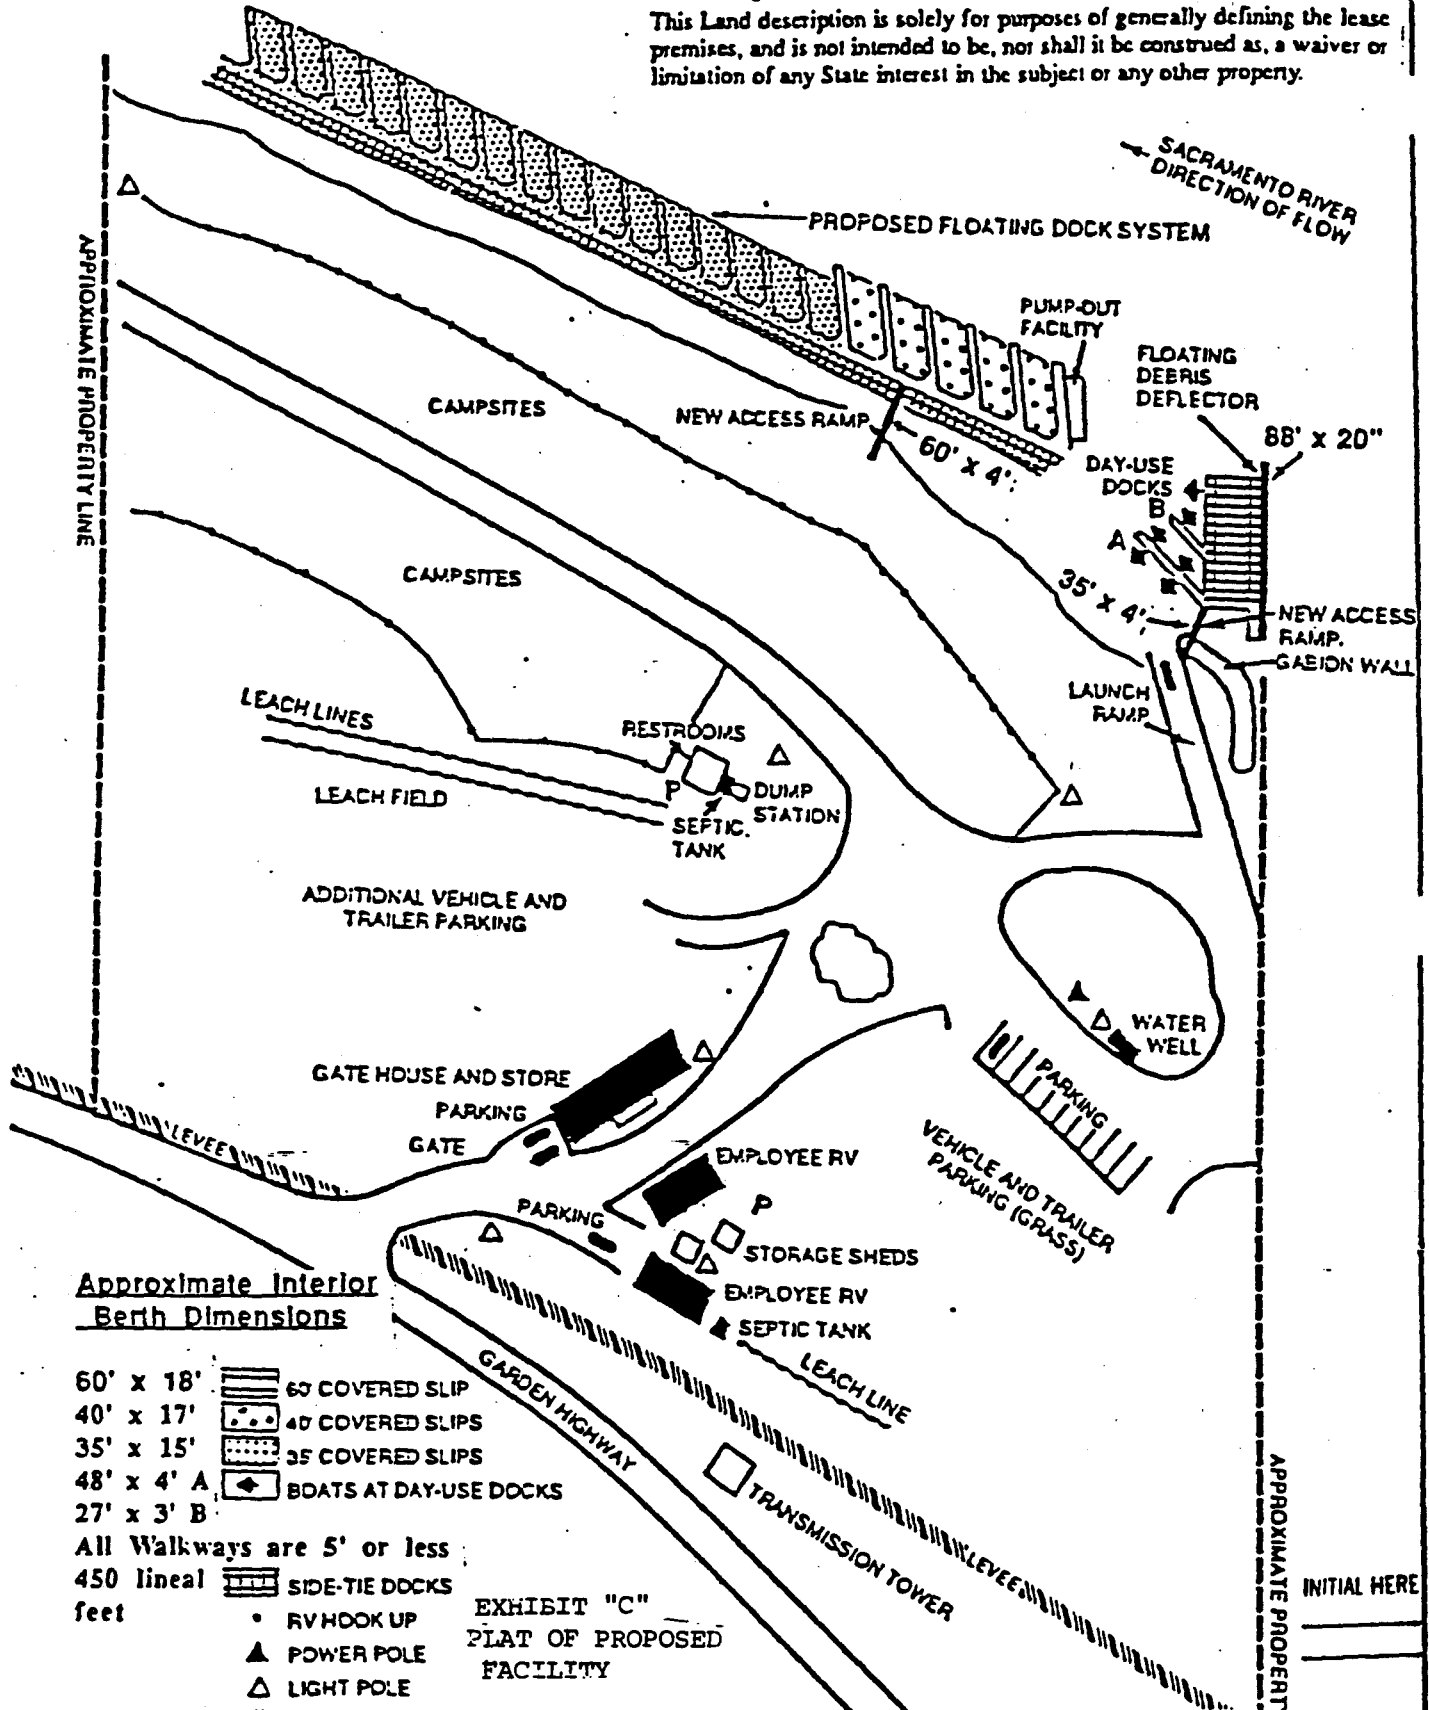 This Land description is solely for purposes of generally defining the lease
premises, and is not intended to be, nor shall it be construed as, a waiver or
limitation of any State interest in the subject or any other property.
SACRAMENTO RIVER
DIRECTION OF FLOW
PROPOSED FLOATING DOCK SYSTEM
PUMP-OUT
FACILITY
FLOATING
DEBRIS
DEFLECTOR
88' x 20"
APPROXIMATE PROPERTY LINE
CAMPSITES
NEW ACCESS RAMP
60' x 4'
DAY-USE
DOCKS
B
A
CAMPSITES
35' x 4'
NEW ACCESS
RAMP.
GABION WALL
LAUNCH
RAMP
LEACH LINES
RESTROOMS
P
DUMP
STATION
LEACH FIELD
SEPTIC.
TANK
ADDITIONAL VEHICLE AND
TRAILER PARKING
WATER
WELL
GATE HOUSE AND STORE
PARKING
PARKING
GATE
LEVEE
EMPLOYEE RV
VEHICLE AND TRAILER
PARKING (GRASS)
P
PARKING
STORAGE SHEDS
EMPLOYEE RV
SEPTIC TANK
LEACH LINE
GARDEN HIGHWAY
TRANSMISSION TOWER
LEVEE
APPROXIMATE PROPERT
INITIAL HERE
Approximate Interior
Berth Dimensions
60' x 18' 60' COVERED SLIP
40' x 17' 40' COVERED SLIPS
35' x 15' 35' COVERED SLIPS
48' x 4' A BOATS AT DAY-USE DOCKS
27' x 3' B
All Walkways are 5' or less
450 lineal SIDE-TIE DOCKS
feet
RV HOOK UP
POWER POLE
LIGHT POLE
EXHIBIT "C"
PLAT OF PROPOSED
FACILITY